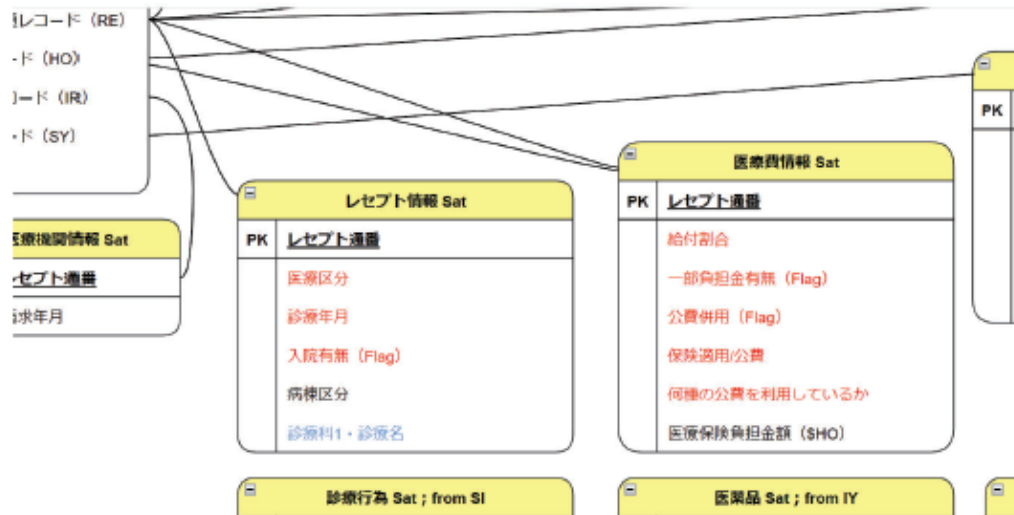 レコード（RE）
ード（HO）
コード（IR）
ド（SY）
医療機関情報 Sat
レセプト通番
請求年月
レセプト情報 Sat
PK レセプト通番
医療区分
診療年月
入院有無（Flag）
病棟区分
診療科1・診療名
医療費情報 Sat
PK レセプト通番
給付割合
一部負担金有無（Flag）
公費併用（Flag）
保険適用/公費
何種の公費を利用しているか
医療保険負担金額（$HO）
PK
診療行為 Sat ; from SI
医薬品 Sat ; from IY